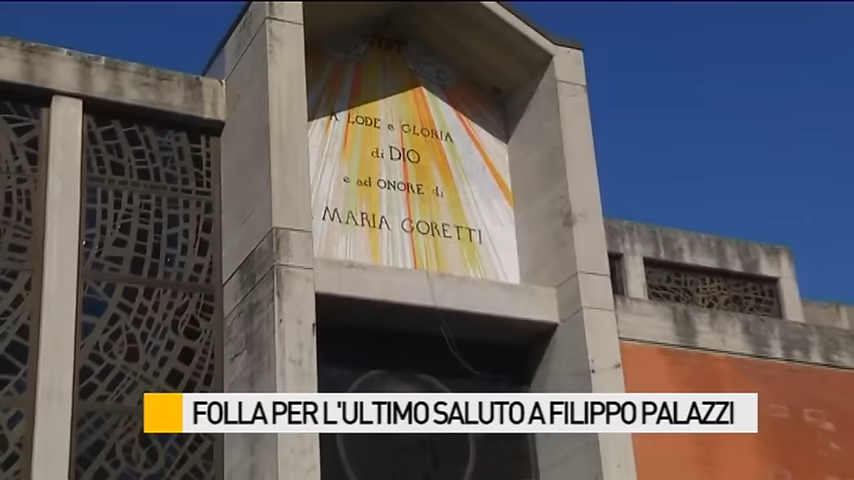 A LODE e GLORIA
di DIO
e ad ONORE di
MARIA GORETTI
FOLLA PER L'ULTIMO SALUTO A FILIPPO PALAZZI